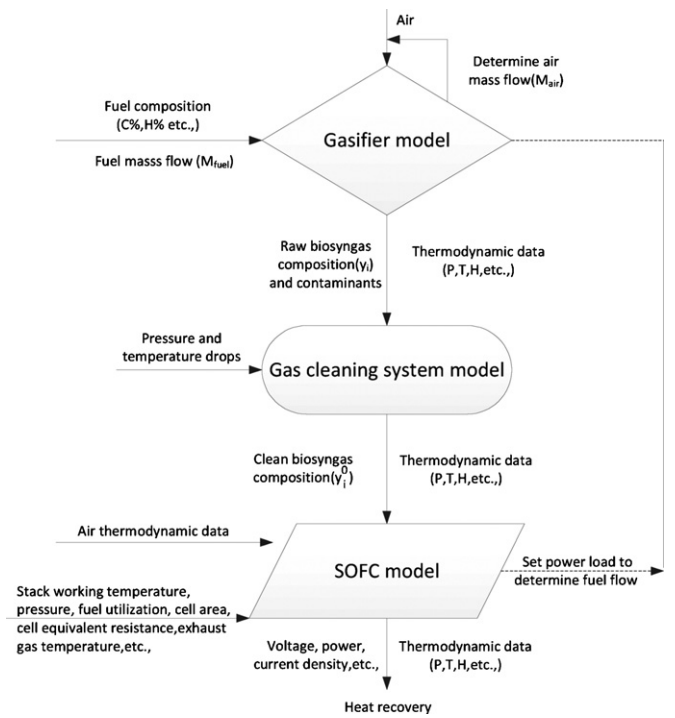 Air
Determine air
mass flow(Mair)
Fuel composition
(C%,H% etc.,)
Fuel masss flow (Mfuel)
Gasifier model
Raw biosyngas
composition(yi)
and contaminants
Thermodynamic data
(P,T,H,etc.,)
Pressure and
temperature drops
Gas cleaning system model
Clean biosyngas
composition(yi0)
Thermodynamic data
(P,T,H,etc.,)
Air thermodynamic data
SOFC model
Set power load to
determine fuel flow
Stack working temperature,
pressure, fuel utilization, cell area,
cell equivalent resistance,exhaust
gas temperature,etc.,
Voltage, power,
current density,etc.,
Thermodynamic data
(P,T,H,etc.,)
Heat recovery